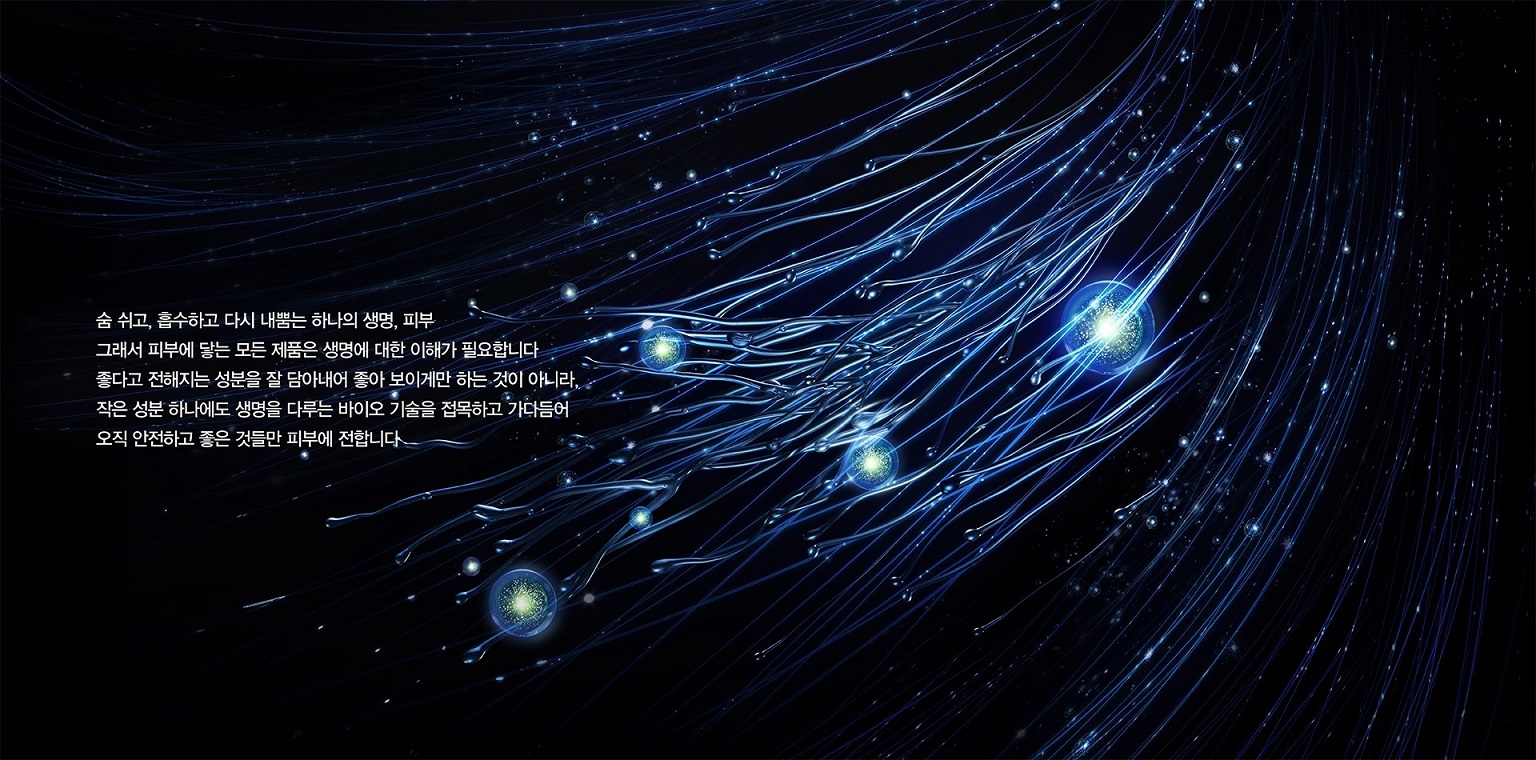 숨 쉬고, 흡수하고 다시 내뿜는 하나의 생명, 피부
그래서 피부에 닿는 모든 제품은 생명에 대한 이해가 필요합니다
좋다고 전해지는 성분을 잘 담아내어 좋아 보이게만 하는 것이 아니라,
작은 성분 하나에도 생명을 다루는 바이오 기술을 접목하고 가다듬어
오직 안전하고 좋은 것들만 피부에 전합니다